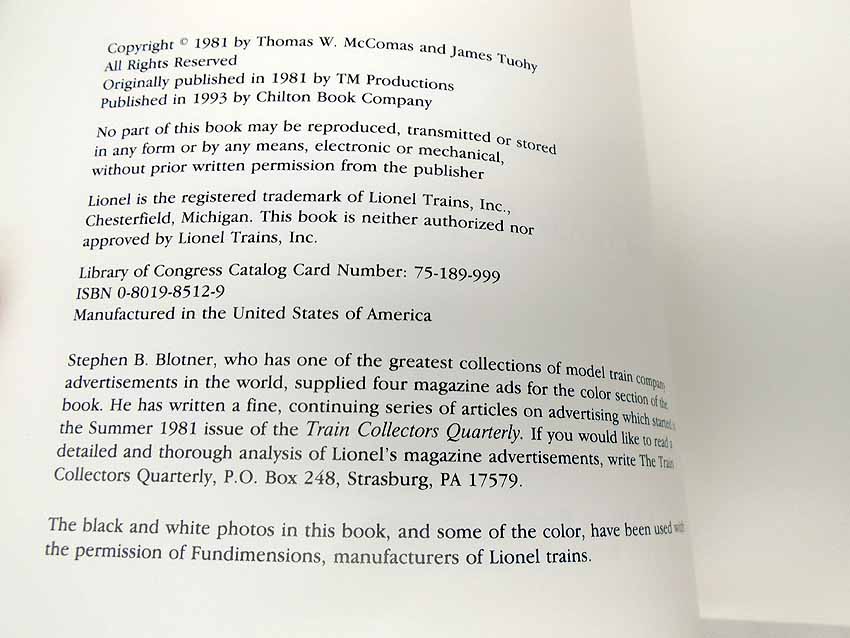 Copyright © 1981 by Thomas W. McComas and James Tuohy
All Rights Reserved
Originally published in 1981 by TM Productions
Published in 1993 by Chilton Book Company
No part of this book may be reproduced, transmitted or stored
in any form or by any means, electronic or mechanical,
without prior written permission from the publisher
Lionel is the registered trademark of Lionel Trains, Inc.,
Chesterfield, Michigan. This book is neither authorized nor
approved by Lionel Trains, Inc.
Library of Congress Catalog Card Number: 75-189-999
ISBN 0-8019-8512-9
Manufactured in the United States of America
Stephen B. Blotner, who has one of the greatest collections of model train company
advertisements in the world, supplied four magazine ads for the color section of the
book. He has written a fine, continuing series of articles on advertising which started
the Summer 1981 issue of the Train Collectors Quarterly. If you would like to read a
detailed and thorough analysis of Lionel's magazine advertisements, write The Train
Collectors Quarterly, P.O. Box 248, Strasburg, PA 17579.
The black and white photos in this book, and some of the color, have been used with
the permission of Fundimensions, manufacturers of Lionel trains.